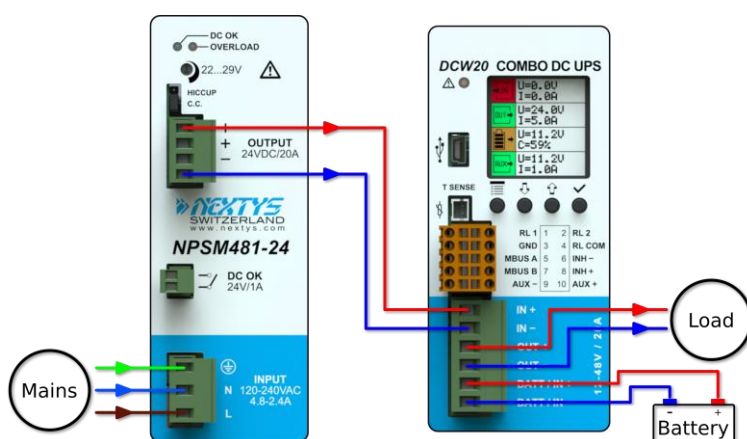 DC OK
OVERLOAD
22...29V
HICCUP
C.C.
+
+
−
OUTPUT
24VDC/20A
NEXTYS
SWITZERLAND
www.nextys.com
NPSM481-24
DC OK
24V/1A
Mains
N
L
INPUT
120-240VAC
4.8-2.4A
DCW20 COMBO DC UPS
U=0.0V
I=0.0A
OUT
U=24.0V
I=5.0A
U=11.2V
C=59%
AUX
U=11.2V
I=1.0A
T SENSE
RL 1 1 2 RL 2
GND 3 4 RL COM
MBUS A 5 6 INH −
MBUS B 7 8 INH +
AUX − 9 10 AUX +
IN +
IN −
OUT
OUT
BATT / IN
BATT / IN
Load
- +
Battery